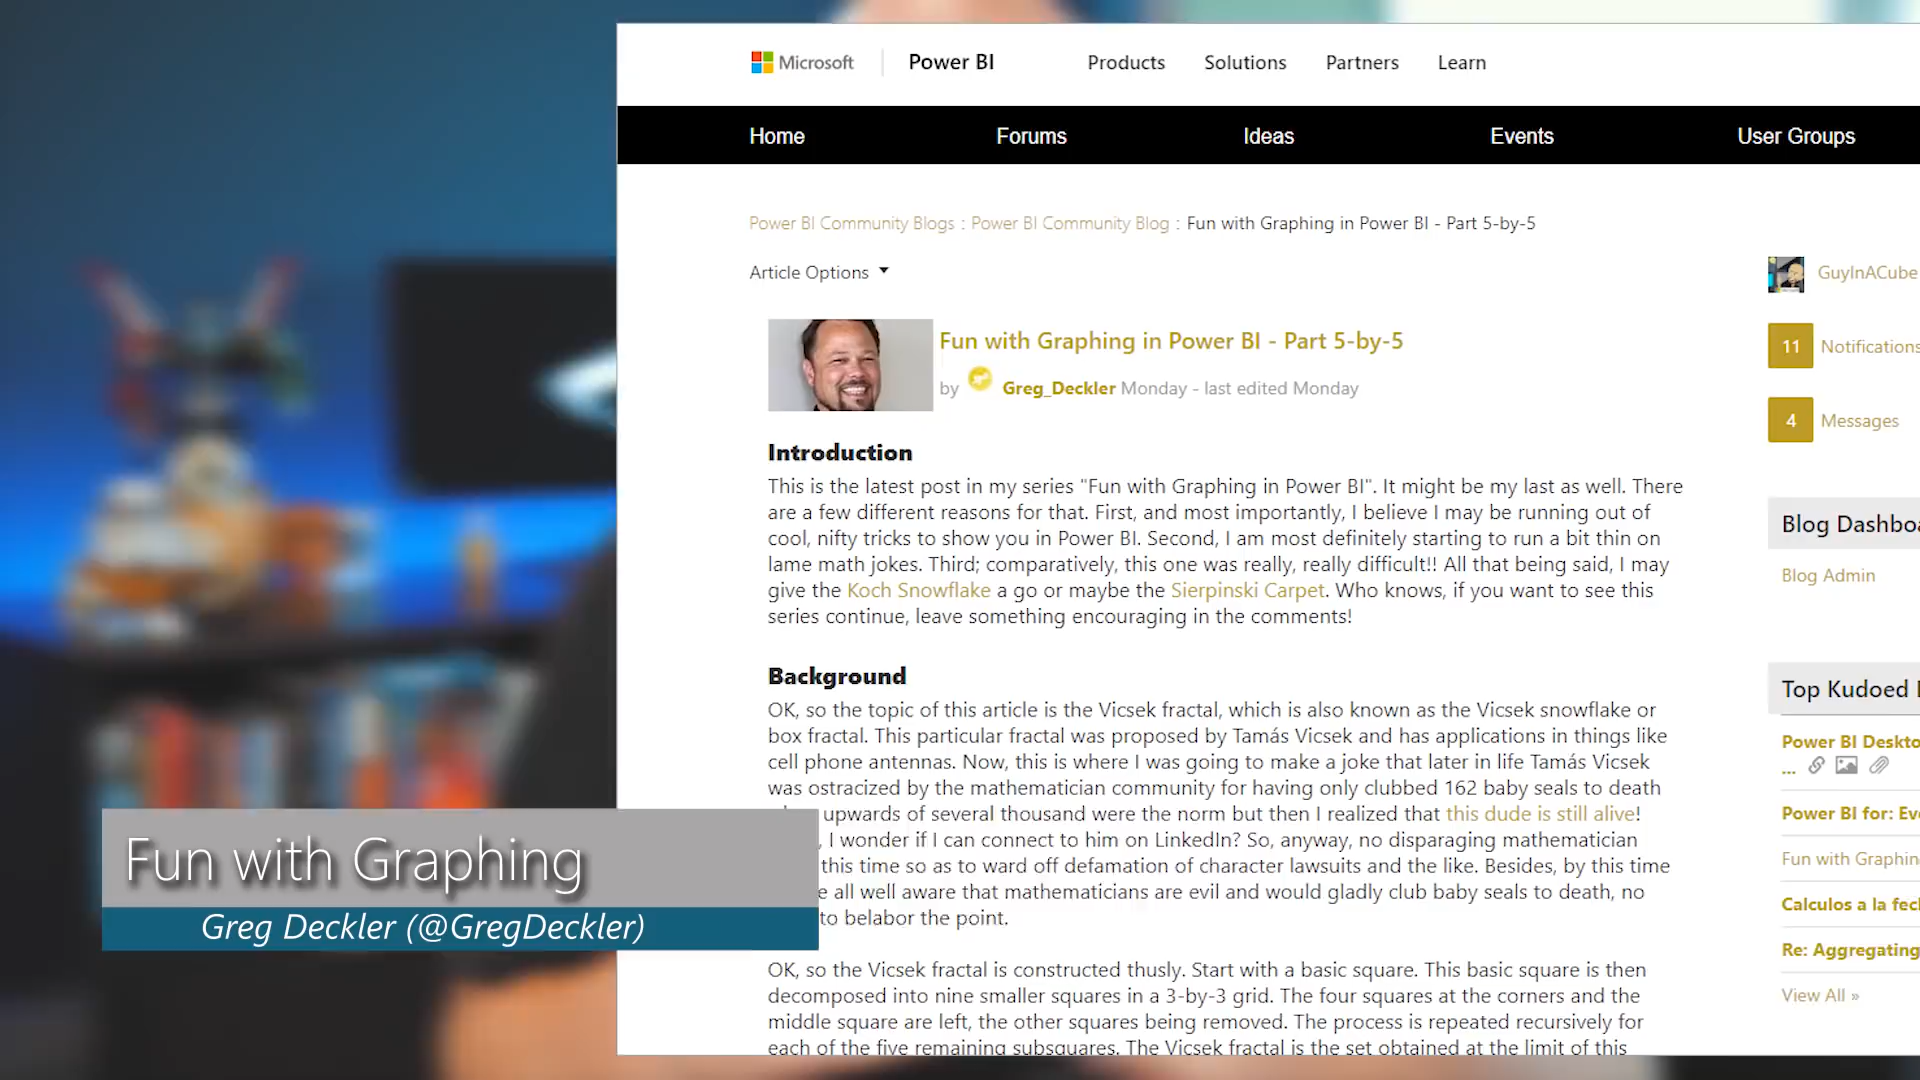 Microsoft
Power BI
Products
Solutions
Partners
Learn
Home
Forums
Ideas
Events
User Groups
Power BI Community Blogs : Power BI Community Blog : Fun with Graphing in Power BI - Part 5-by-5
Article Options
Fun with Graphing in Power BI - Part 5-by-5
by Greg_Deckler Monday - last edited Monday
Introduction
This is the latest post in my series "Fun with Graphing in Power BI". It might be my last as well. There
are a few different reasons for that. First, and most importantly, I believe I may be running out of
cool, nifty tricks to show you in Power BI. Second, I am most definitely starting to run a bit thin on
lame math jokes. Third; comparatively, this one was really, really difficult!! All that being said, I may
give the Koch Snowflake a go or maybe the Sierpinski Carpet. Who knows, if you want to see this
series continue, leave something encouraging in the comments!
Background
OK, so the topic of this article is the Vicsek fractal, which is also known as the Vicsek snowflake or
box fractal. This particular fractal was proposed by Tamás Vicsek and has applications in things like
cell phone antennas. Now, this is where I was going to make a joke that later in life Tamás Vicsek
was ostracized by the mathematician community for having only clubbed 162 baby seals to death
upwards of several thousand were the norm but then I realized that this dude is still alive!
, I wonder if I can connect to him on LinkedIn? So, anyway, no disparaging mathematician
this time so as to ward off defamation of character lawsuits and the like. Besides, by this time
all well aware that mathematicians are evil and would gladly club baby seals to death, no
to belabor the point.
OK, so the Vicsek fractal is constructed thusly. Start with a basic square. This basic square is then
decomposed into nine smaller squares in a 3-by-3 grid. The four squares at the corners and the
middle square are left, the other squares being removed. The process is repeated recursively for
each of the five remaining subsquares. The Vicsek fractal is the set obtained at the limit of this
GuyInACube
11 Notifications
4 Messages
Blog Dashboa
Blog Admin
Top Kudoed
Power BI Deskto
...
Power BI for: Ev
Fun with Graphin
Calculos a la fec
Re: Aggregating
View All »
Fun with Graphing
Greg Deckler (@GregDeckler)